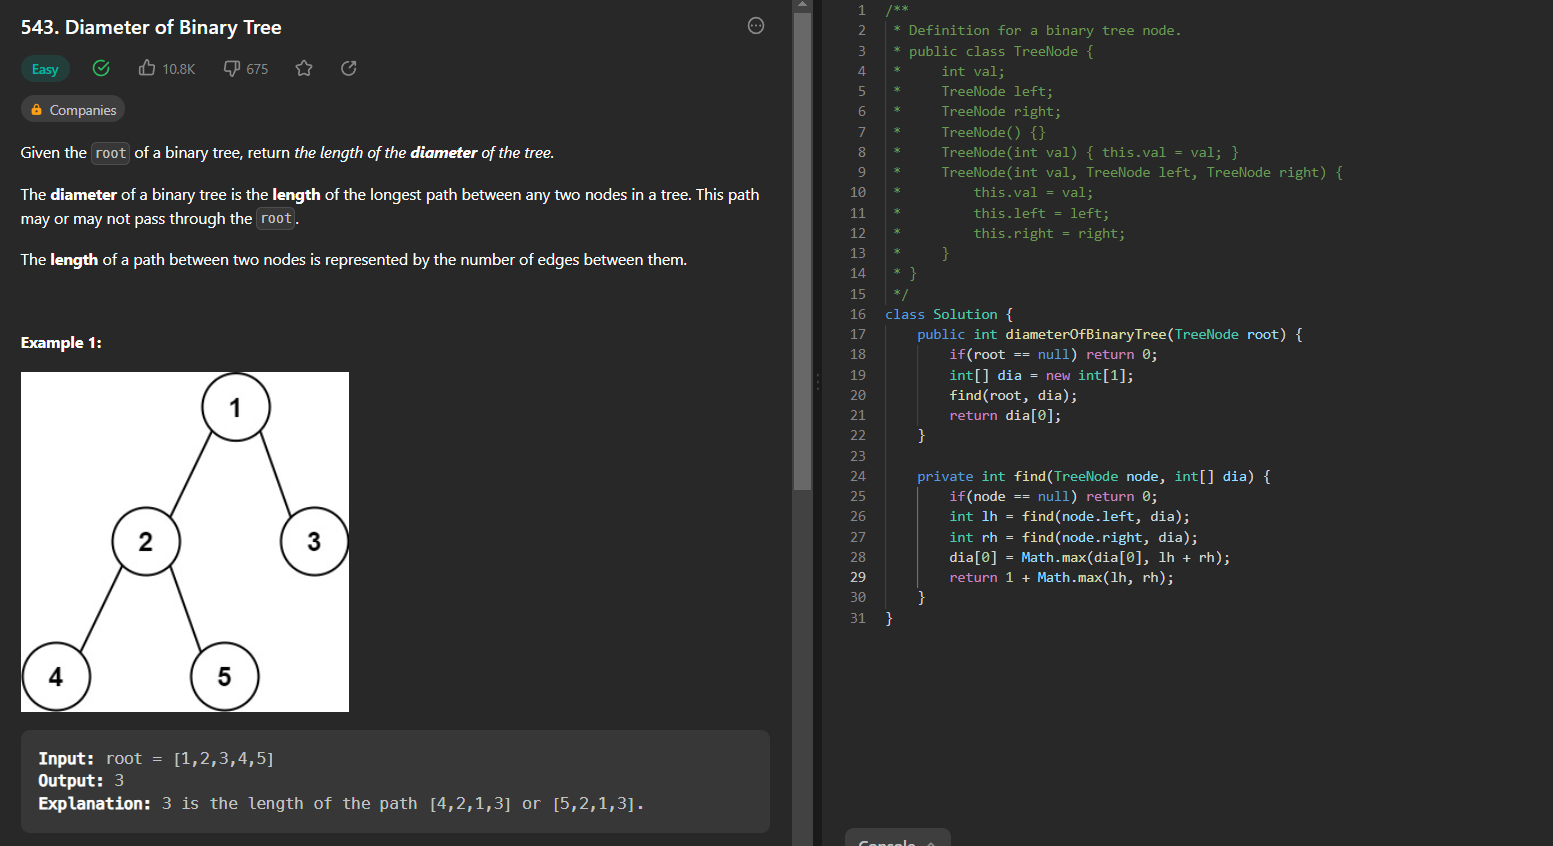 543. Diameter of Binary Tree
Easy 10.8K 675
Companies
Given the root of a binary tree, return the length of the diameter of the tree.
The diameter of a binary tree is the length of the longest path between any two nodes in a tree. This path
may or may not pass through the root.
The length of a path between two nodes is represented by the number of edges between them.
Example 1:
1
2
3
4
5
Input: root = [1,2,3,4,5]
Output: 3
Explanation: 3 is the length of the path [4,2,1,3] or [5,2,1,3].
1 /**
2  * Definition for a binary tree node.
3  * public class TreeNode {
4  *     int val;
5  *     TreeNode left;
6  *     TreeNode right;
7  *     TreeNode() {}
8  *     TreeNode(int val) { this.val = val; }
9  *     TreeNode(int val, TreeNode left, TreeNode right) {
10  *         this.val = val;
11  *         this.left = left;
12  *         this.right = right;
13  *     }
14  * }
15  */
16 class Solution {
17     public int diameterOfBinaryTree(TreeNode root) {
18         if(root == null) return 0;
19         int[] dia = new int[1];
20         find(root, dia);
21         return dia[0];
22     }
23
24     private int find(TreeNode node, int[] dia) {
25         if(node == null) return 0;
26         int lh = find(node.left, dia);
27         int rh = find(node.right, dia);
28         dia[0] = Math.max(dia[0], lh + rh);
29         return 1 + Math.max(lh, rh);
30     }
31 }
Console